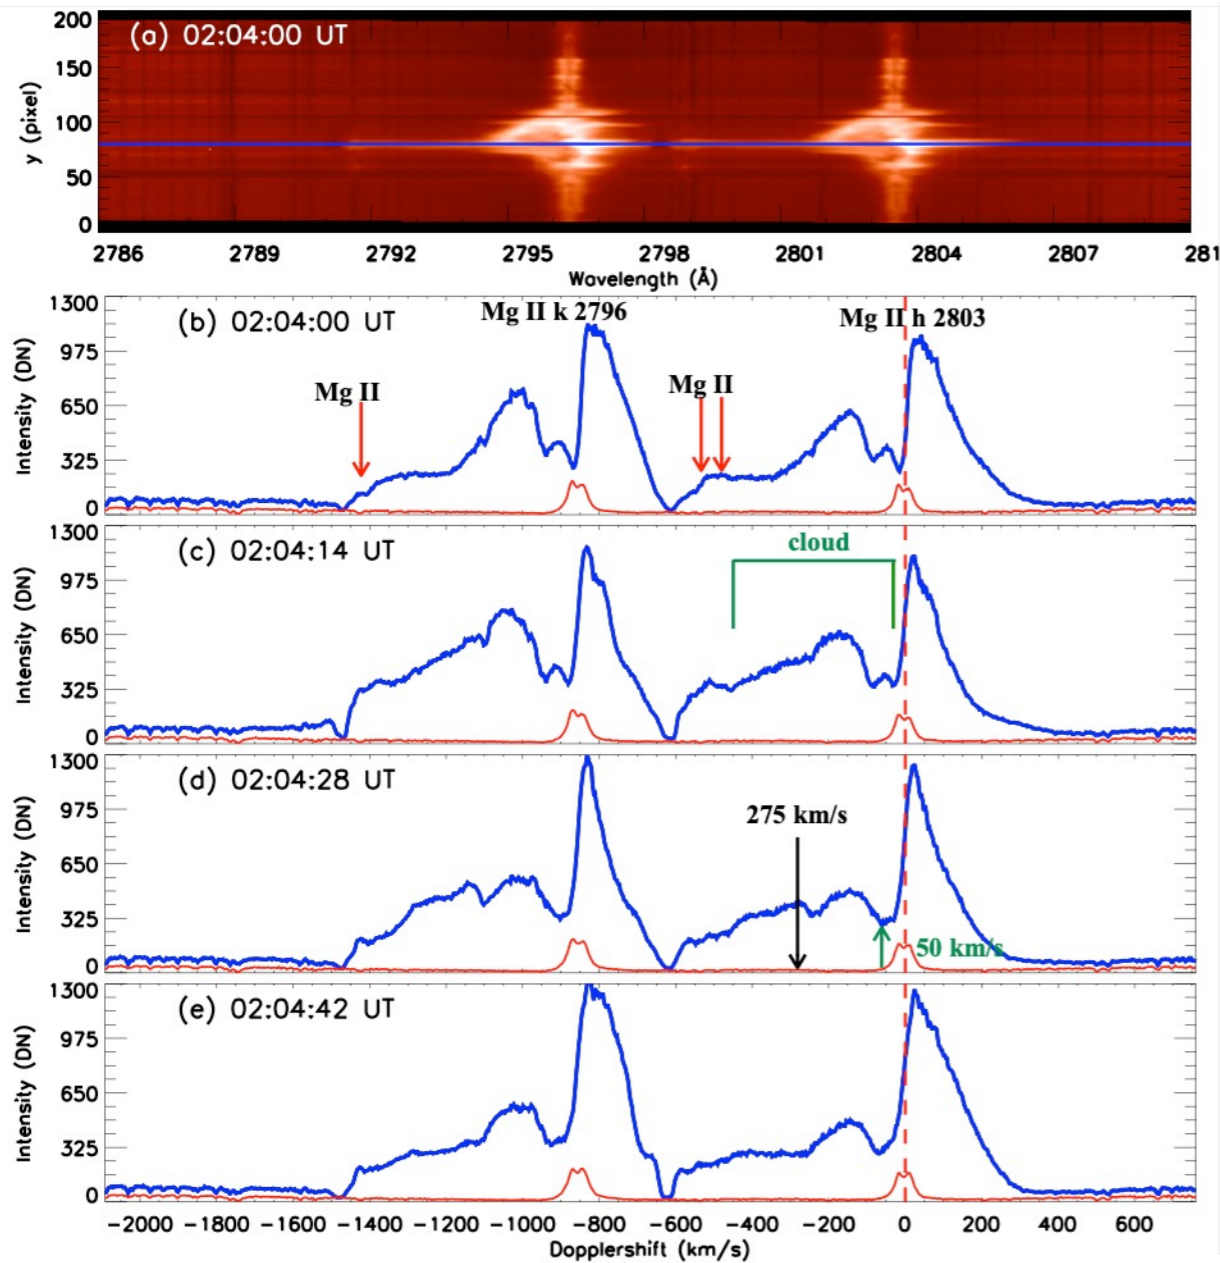 (a) 02:04:00 UT
200
150
100
50
0
y (pixel)
2786 2789 2792 2795 2798 2801 2804 2807 281
Wavelength (Å)
(b) 02:04:00 UT
Mg II k 2796
Mg II h 2803
Mg II
Mg II
1300
975
650
325
0
Intensity (DN)
(c) 02:04:14 UT
cloud
1300
975
650
325
0
Intensity (DN)
(d) 02:04:28 UT
275 km/s
50 km/s
1300
975
650
325
0
Intensity (DN)
(e) 02:04:42 UT
1300
975
650
325
0
Intensity (DN)
−2000 −1800 −1600 −1400 −1200 −1000 −800 −600 −400 −200 0 200 400 600
Dopplershift (km/s)